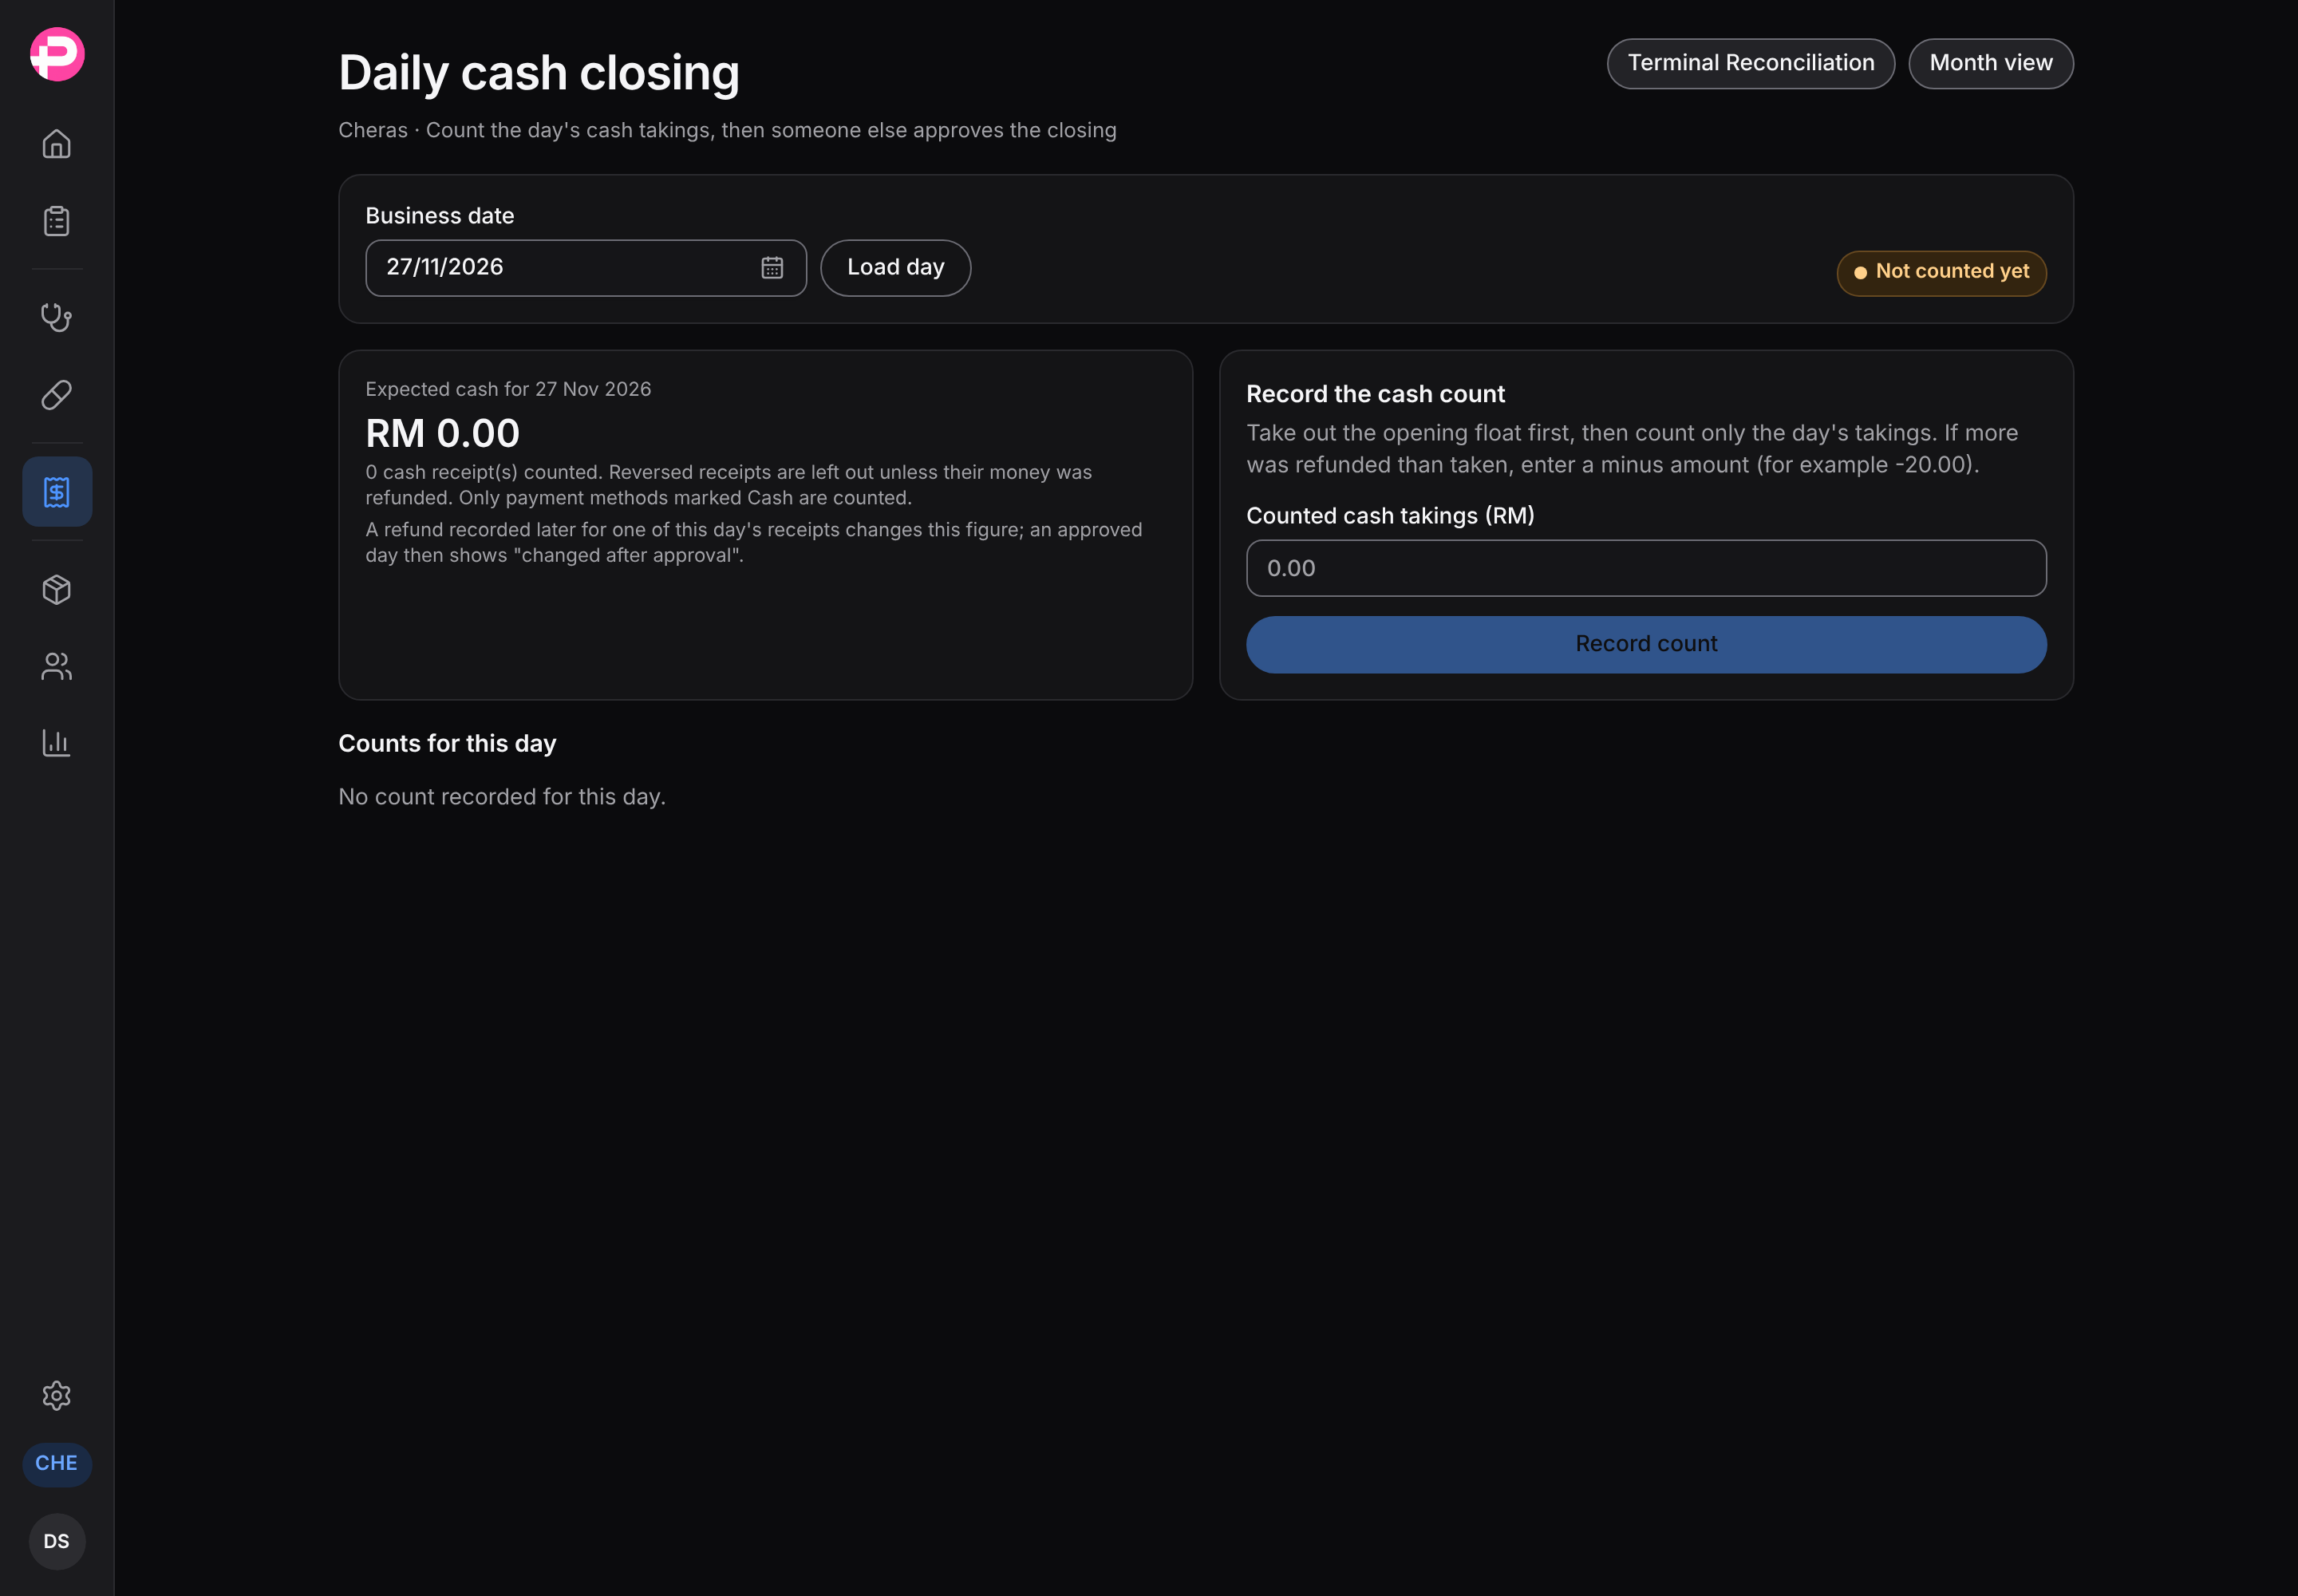 Daily cash closing
Terminal Reconciliation
Month view
Cheras · Count the day's cash takings, then someone else approves the closing
Business date
27/11/2026
Load day
Not counted yet
Expected cash for 27 Nov 2026
RM 0.00
0 cash receipt(s) counted. Reversed receipts are left out unless their money was
refunded. Only payment methods marked Cash are counted.
A refund recorded later for one of this day's receipts changes this figure; an approved
day then shows "changed after approval".
Record the cash count
Take out the opening float first, then count only the day's takings. If more
was refunded than taken, enter a minus amount (for example -20.00).
Counted cash takings (RM)
0.00
Record count
Counts for this day
No count recorded for this day.
CHE
DS